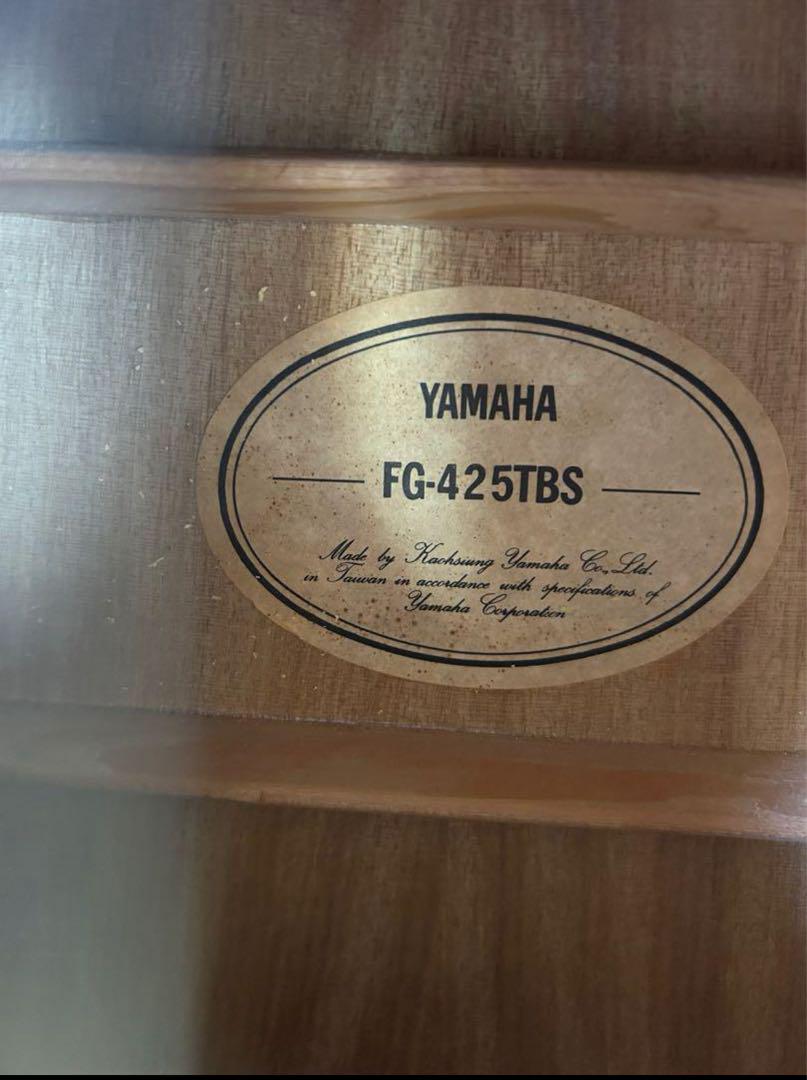 YAMAHA
FG-425TBS
Made by Kaohsiung Yamaha Co., Ltd.
in Taiwan in accordance with specifications of
Yamaha Corporation